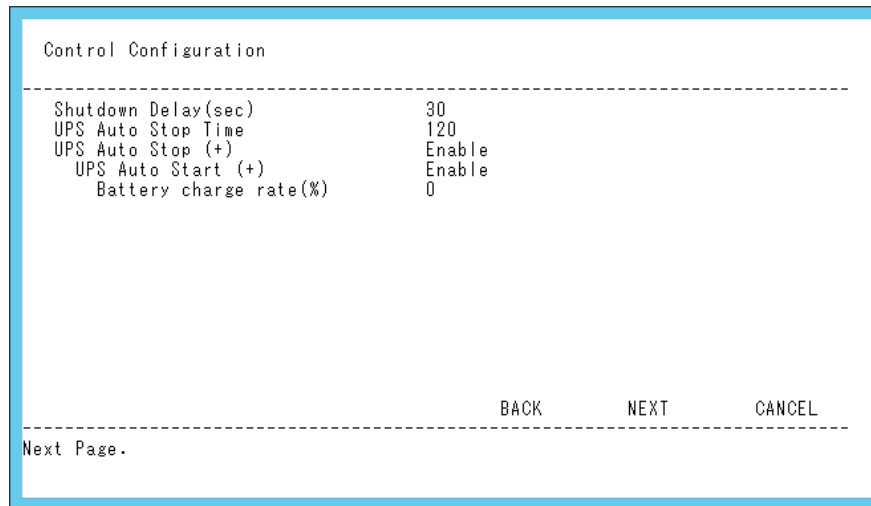 Control Configuration
Shutdown Delay(sec) 30
UPS Auto Stop Time 120
UPS Auto Stop (+) Enable
UPS Auto Start (+) Enable
Battery charge rate(%) 0
BACK NEXT CANCEL
Next Page.